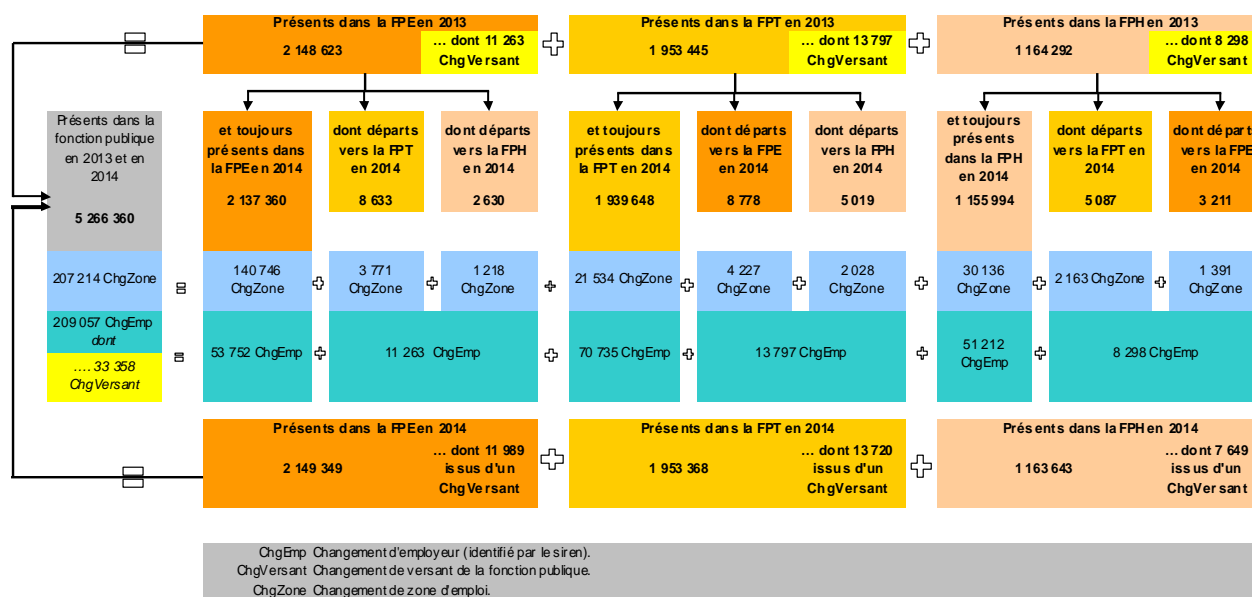 Présents dans la FPE en 2013
2 148 623
... dont 11 263
ChgVersant
Présents dans la FPT en 2013
1 953 445
... dont 13 797
ChgVersant
Présents dans la FPH en 2013
1 164 292
... dont 8 298
ChgVersant
Présents dans la
fonction publique
en 2013 et en
2014
5 266 360
et toujours
présents dans
la FPE en 2014
2 137 360
dont départs
vers la FPT
en 2014
8 633
dont départs
vers la FPH
en 2014
2 630
et toujours
présents dans
la FPT en 2014
1 939 648
dont départs
vers la FPE
en 2014
8 778
dont départs
vers la FPH
en 2014
5 019
et toujours
présents
dans la FPH
en 2014
1 155 994
dont départs
vers la FPT en
2014
5 087
dont départs
vers la FPE
en 2014
3 211
207 214 ChgZone
=
140 746
ChgZone
3 771
ChgZone
1 218
ChgZone
21 534 ChgZone
4 227
ChgZone
2 028
ChgZone
30 136
ChgZone
2 163 ChgZone
1 391
ChgZone
209 057 ChgEmp
dont
.... 33 358
ChgVersant
=
53 752 ChgEmp
11 263 ChgEmp
70 735 ChgEmp
13 797 ChgEmp
51 212
ChgEmp
8 298 ChgEmp
Présents dans la FPE en 2014
2 149 349
... dont 11 989
issus d'un
ChgVersant
Présents dans la FPT en 2014
1 953 368
... dont 13 720
issus d'un
ChgVersant
Présents dans la FPH en 2014
1 163 643
... dont 7 649
issus d'un
ChgVersant
ChgEmp Changement d'employeur (identifié par le siren).
ChgVersant Changement de versant de la fonction publique.
ChgZone Changement de zone d'emploi.